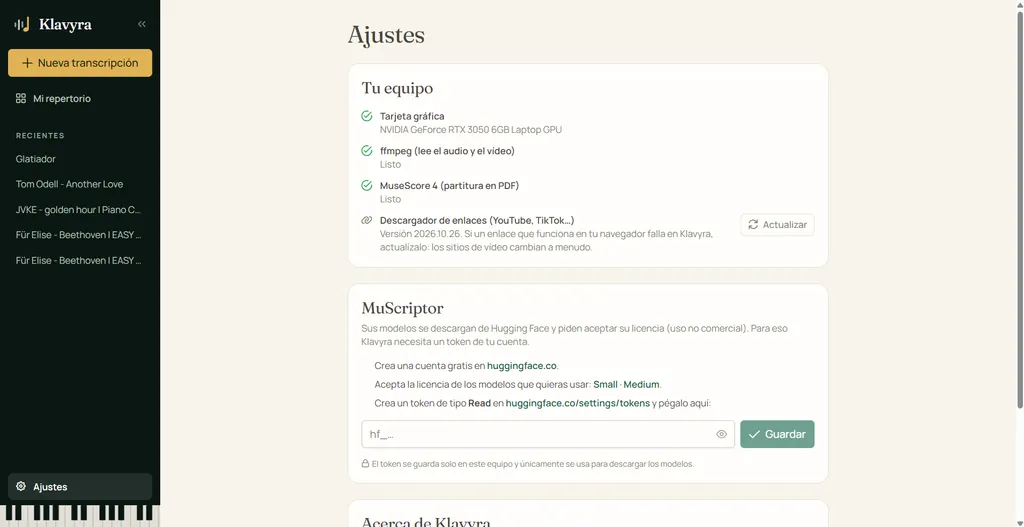 Klavyra
Nueva transcripción
Mi repertorio
RECIENTES
Glatiador
Tom Odell - Another Love
JVKE - golden hour | Piano C...
Für Elise - Beethoven | EASY ...
Für Elise - Beethoven | EASY ...
Ajustes
Ajustes
Tu equipo
Tarjeta gráfica
NVIDIA GeForce RTX 3050 6GB Laptop GPU
ffmpeg (lee el audio y el vídeo)
Listo
MuseScore 4 (partitura en PDF)
Listo
Descargador de enlaces (YouTube, TikTok...)
Versión 2026.10.26. Si un enlace que funciona en tu navegador falla en Klavyra,
actualízalo: los sitios de vídeo cambian a menudo.
Actualizar
MuScriptor
Sus modelos se descargan de Hugging Face y piden aceptar su licencia (uso no comercial). Para eso
Klavyra necesita un token de tu cuenta.
Crea una cuenta gratis en huggingface.co.
Acepta la licencia de los modelos que quieras usar: Small · Medium.
Crea un token de tipo Read en huggingface.co/settings/tokens y pégalo aquí:
hf_...
Guardar
El token se guarda solo en este equipo y únicamente se usa para descargar los modelos.
Acerca de Klavyra